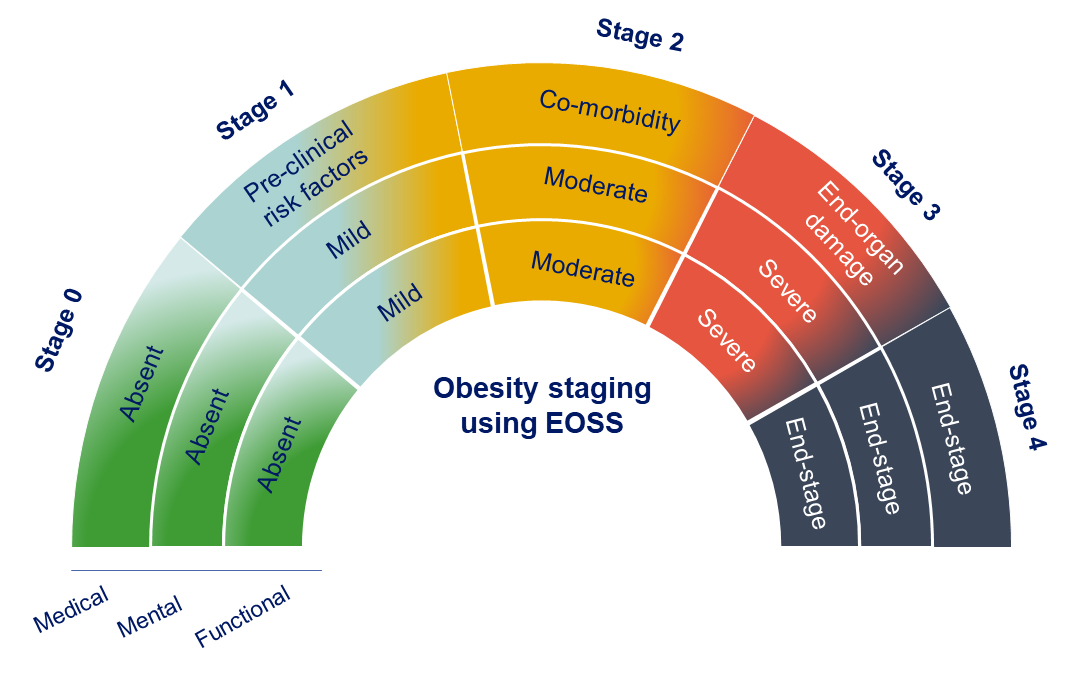 Stage 0
Stage 1
Stage 2
Stage 3
Stage 4
Absent
Absent
Absent
Pre-clinical
risk factors
Mild
Mild
Co-morbidity
Moderate
Moderate
End-organ
damage
Severe
Severe
End-stage
End-stage
End-stage
Obesity staging
using EOSS
Medical
Mental
Functional